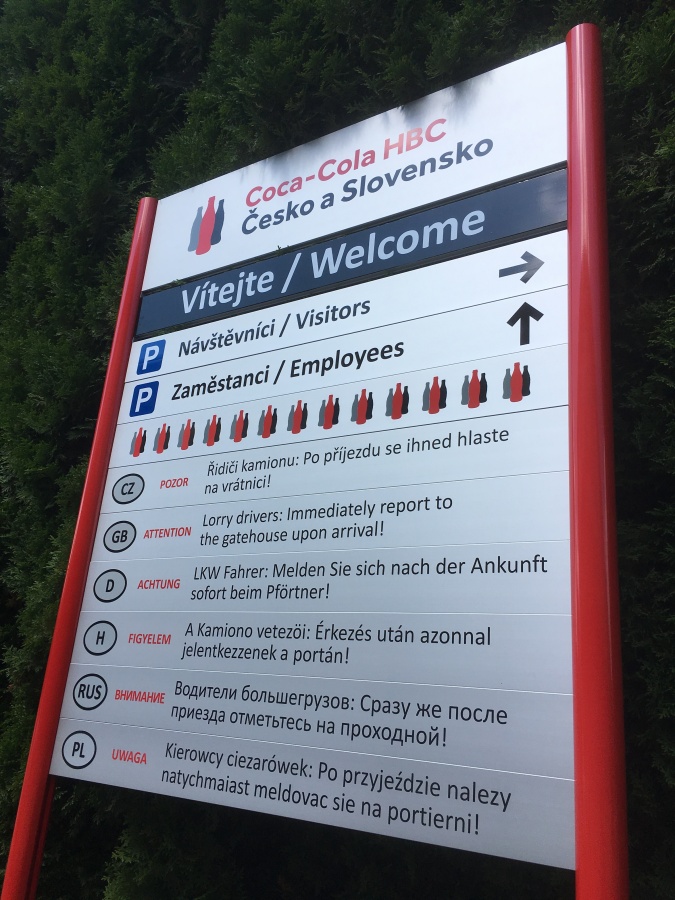 Coca-Cola HBC
Česko a Slovensko
Vítejte / Welcome
P Návštěvníci / Visitors →
P Zaměstanci / Employees ↑
CZ POZOR Řidiči kamionu: Po příjezdu se ihned hlaste
na vrátnici!
GB ATTENTION Lorry drivers: Immediately report to
the gatehouse upon arrival!
D ACHTUNG LKW Fahrer: Melden Sie sich nach der Ankunft
sofort beim Pförtner!
H FIGYELEM A Kamiono vetezöi: Érkezés után azonnal
jelentkezzenek a portán!
RUS ВНИМАНИЕ Водители большегрузов: Сразу же после
приезда отметьтесь на проходной!
PL UWAGA Kierowcy ciezarówek: Po przyjeździe nalezy
natychmaiast meldovac sie na portierni!